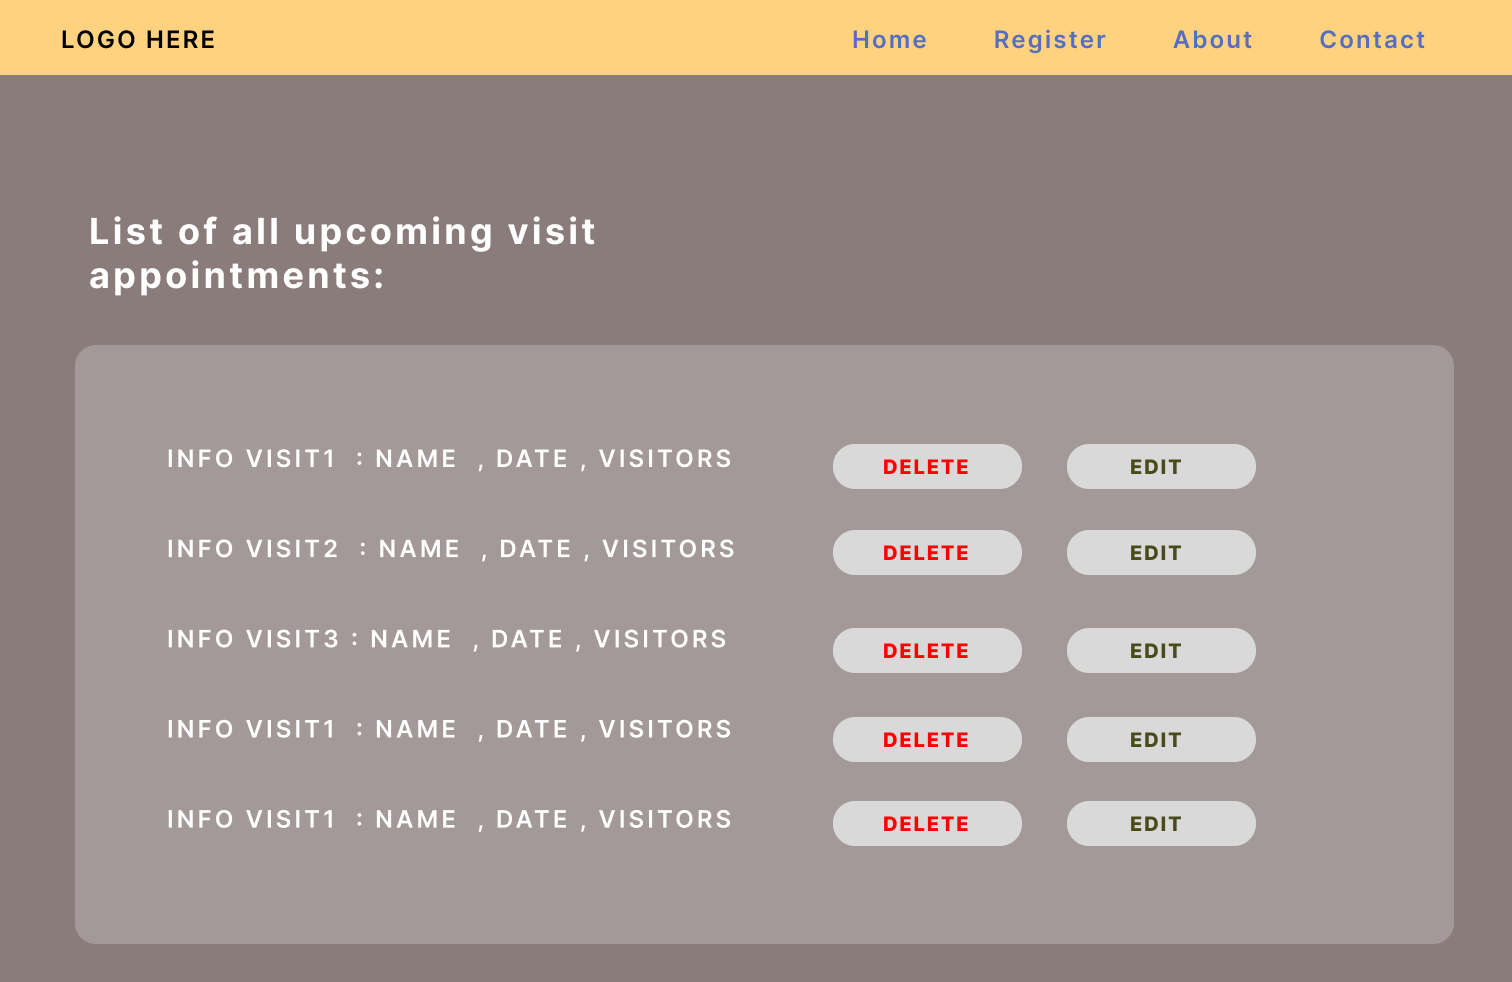 LOGO HERE Home Register About Contact
List of all upcoming visit
appointments:
INFO VISIT1  : NAME  , DATE , VISITORS DELETE EDIT
INFO VISIT2  : NAME  , DATE , VISITORS DELETE EDIT
INFO VISIT3 : NAME  , DATE , VISITORS DELETE EDIT
INFO VISIT1  : NAME  , DATE , VISITORS DELETE EDIT
INFO VISIT1  : NAME  , DATE , VISITORS DELETE EDIT